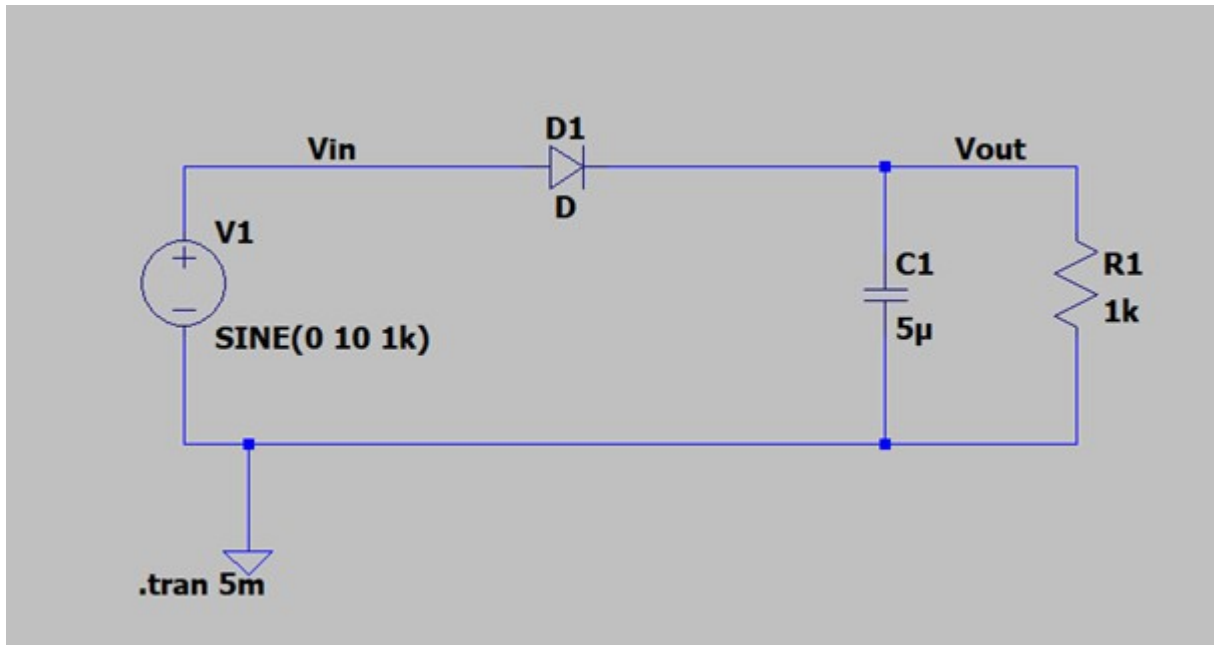 D1
Vin
Vout
D
V1
C1
R1
1k
5µ
SINE(0 10 1k)
.tran 5m